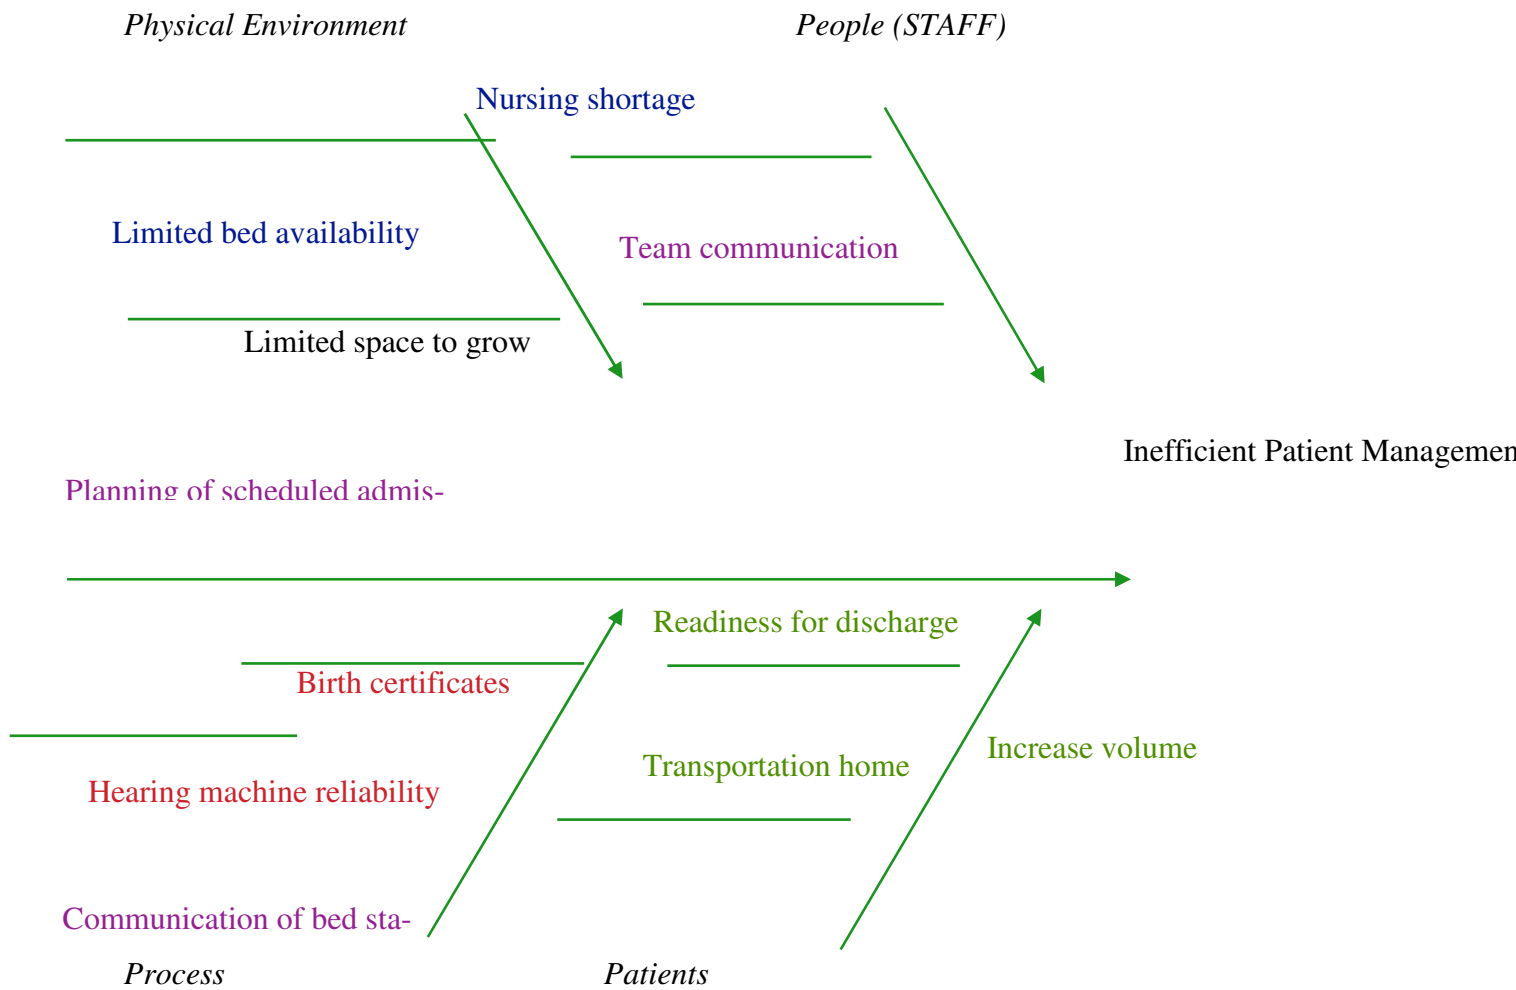 Physical Environment
People (STAFF)
Nursing shortage
Limited bed availability
Team communication
Limited space to grow
Inefficient Patient Managemen
Planning of scheduled admis-
Readiness for discharge
Birth certificates
Increase volume
Transportation home
Hearing machine reliability
Communication of bed sta-
Process
Patients